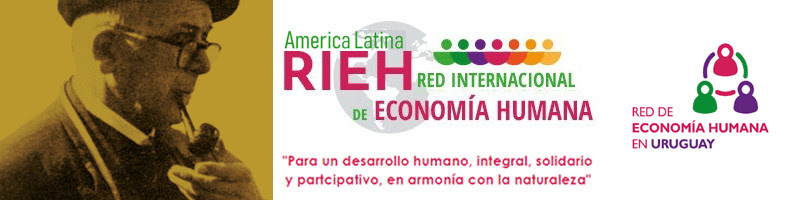 America Latina
RIEH RED INTERNACIONAL
DE ECONOMÍA HUMANA
"Para un desarrollo humano, integral, solidario
y partcipativo, en armonía con la naturaleza"
RED DE
ECONOMÍA HUMANA
EN URUGUAY